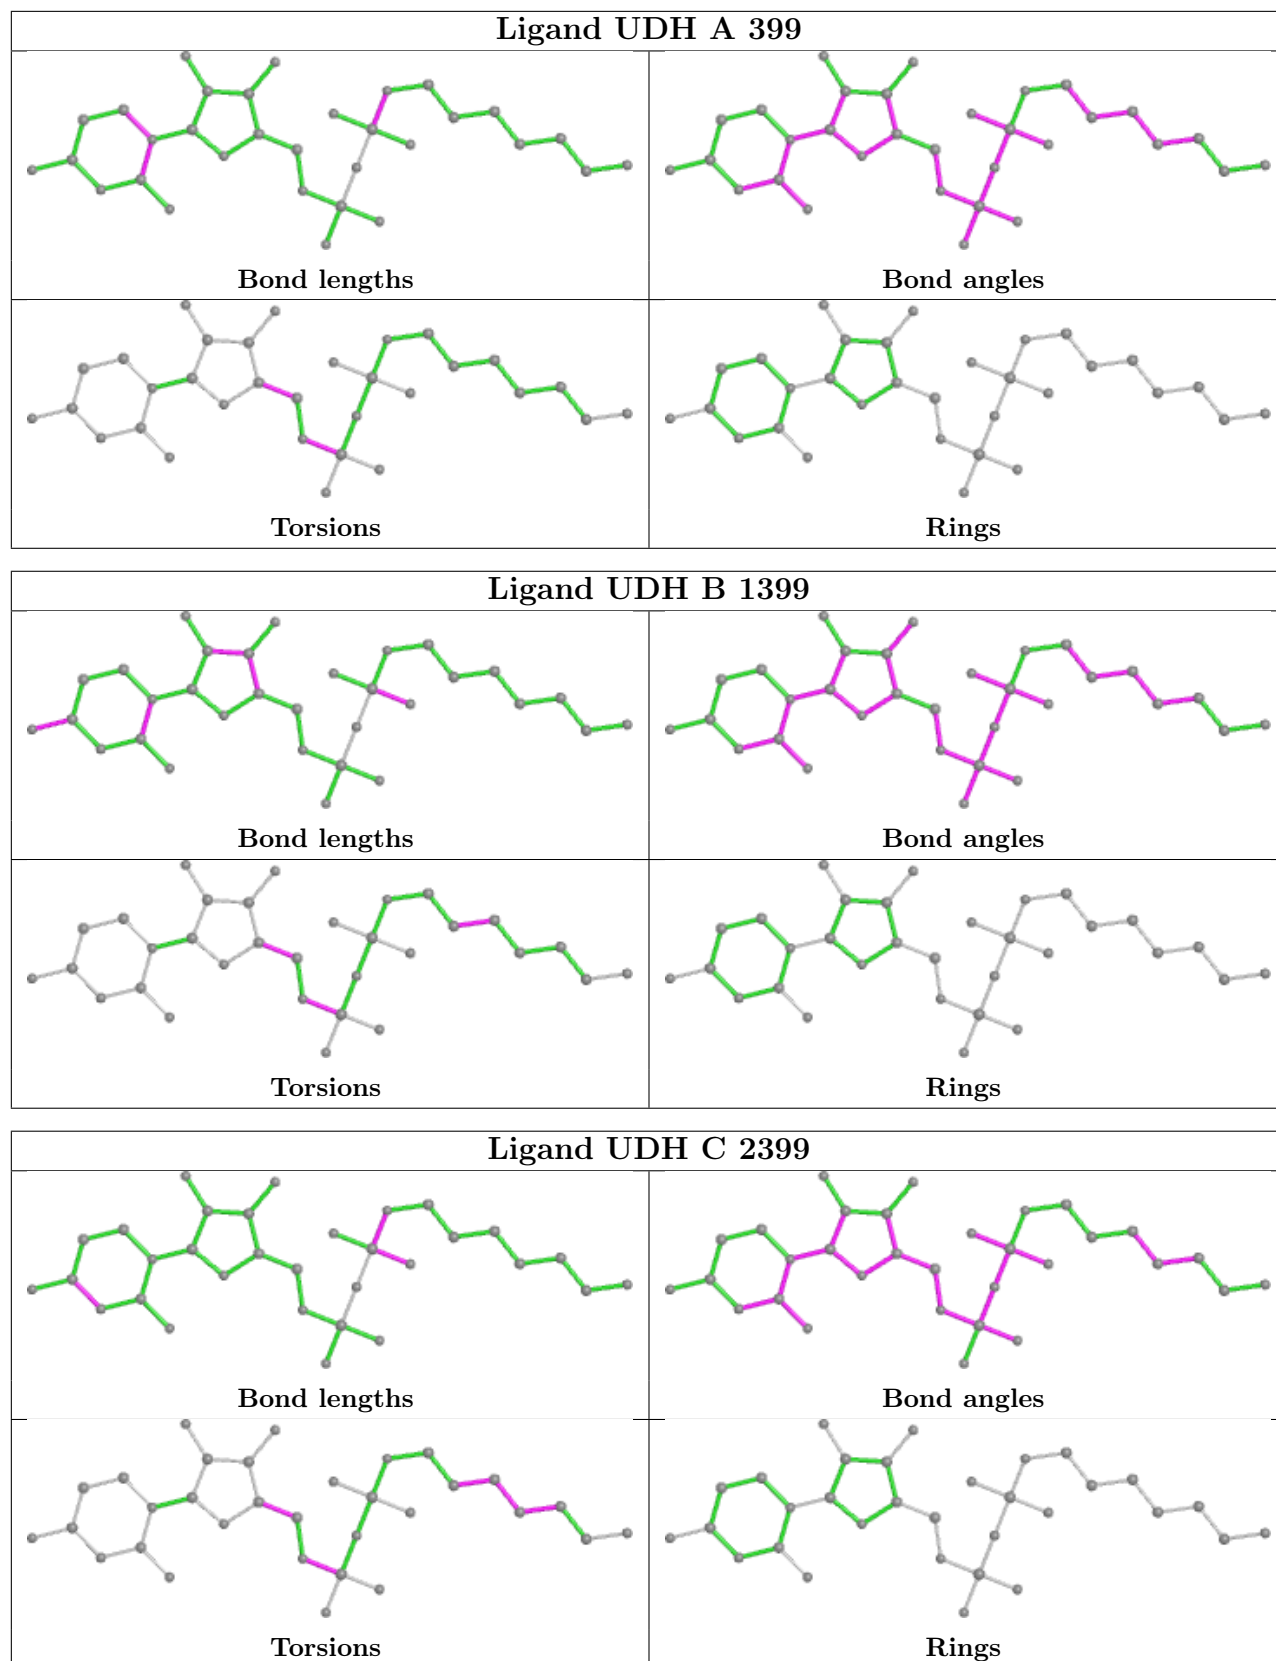 Ligand UDH A 399
Bond lengths
Bond angles
Torsions
Rings
Ligand UDH B 1399
Bond lengths
Bond angles
Torsions
Rings
Ligand UDH C 2399
Bond lengths
Bond angles
Torsions
Rings